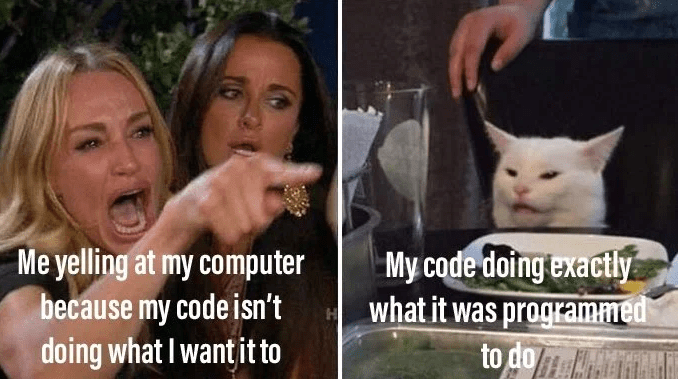 Me yelling at my computer
because my code isn't
doing what I want it to
My code doing exactly
what it was programmed
to do